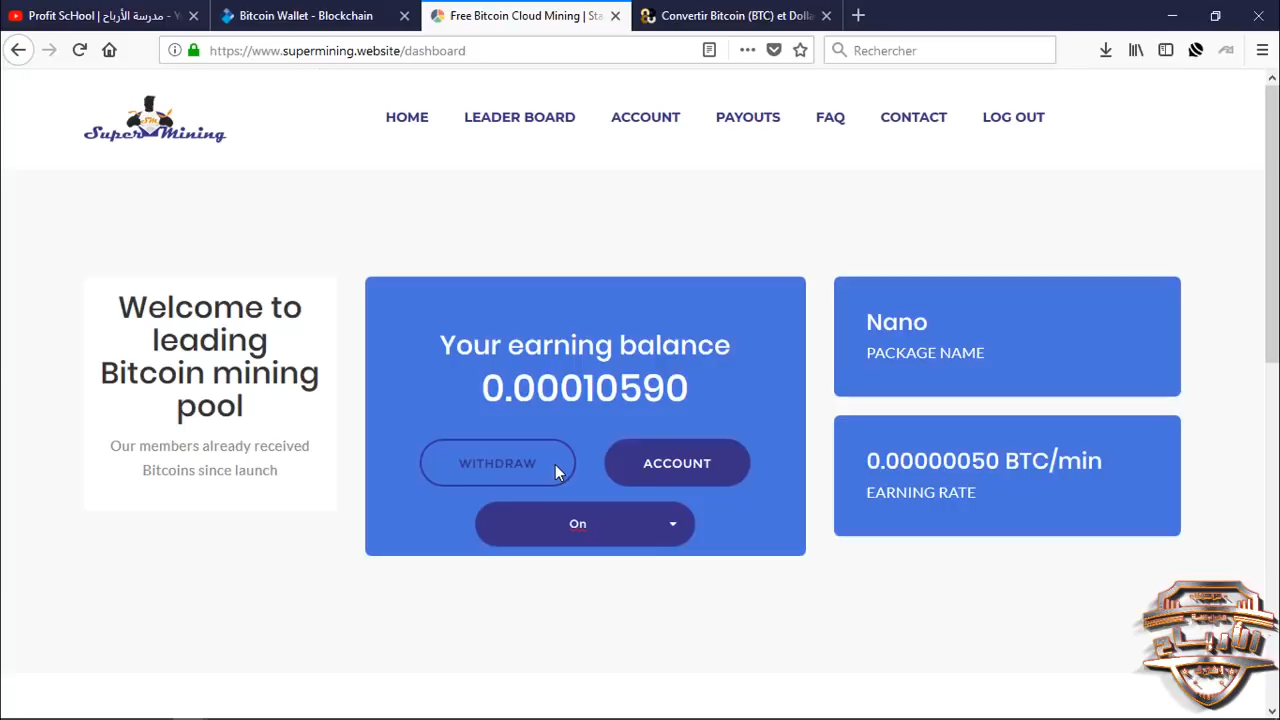 Profit ScHool | مدرسة الأرباح - Y
Bitcoin Wallet - Blockchain
Free Bitcoin Cloud Mining | Sta
Convertir Bitcoin (BTC) et Dolla
https://www.supermining.website/dashboard
Rechercher
Super Mining
SM
HOME
LEADER BOARD
ACCOUNT
PAYOUTS
FAQ
CONTACT
LOG OUT
Welcome to
leading
Bitcoin mining
pool
Our members already received
Bitcoins since launch
Your earning balance
0.00010590
WITHDRAW
ACCOUNT
On
Nano
PACKAGE NAME
0.00000050 BTC/min
EARNING RATE